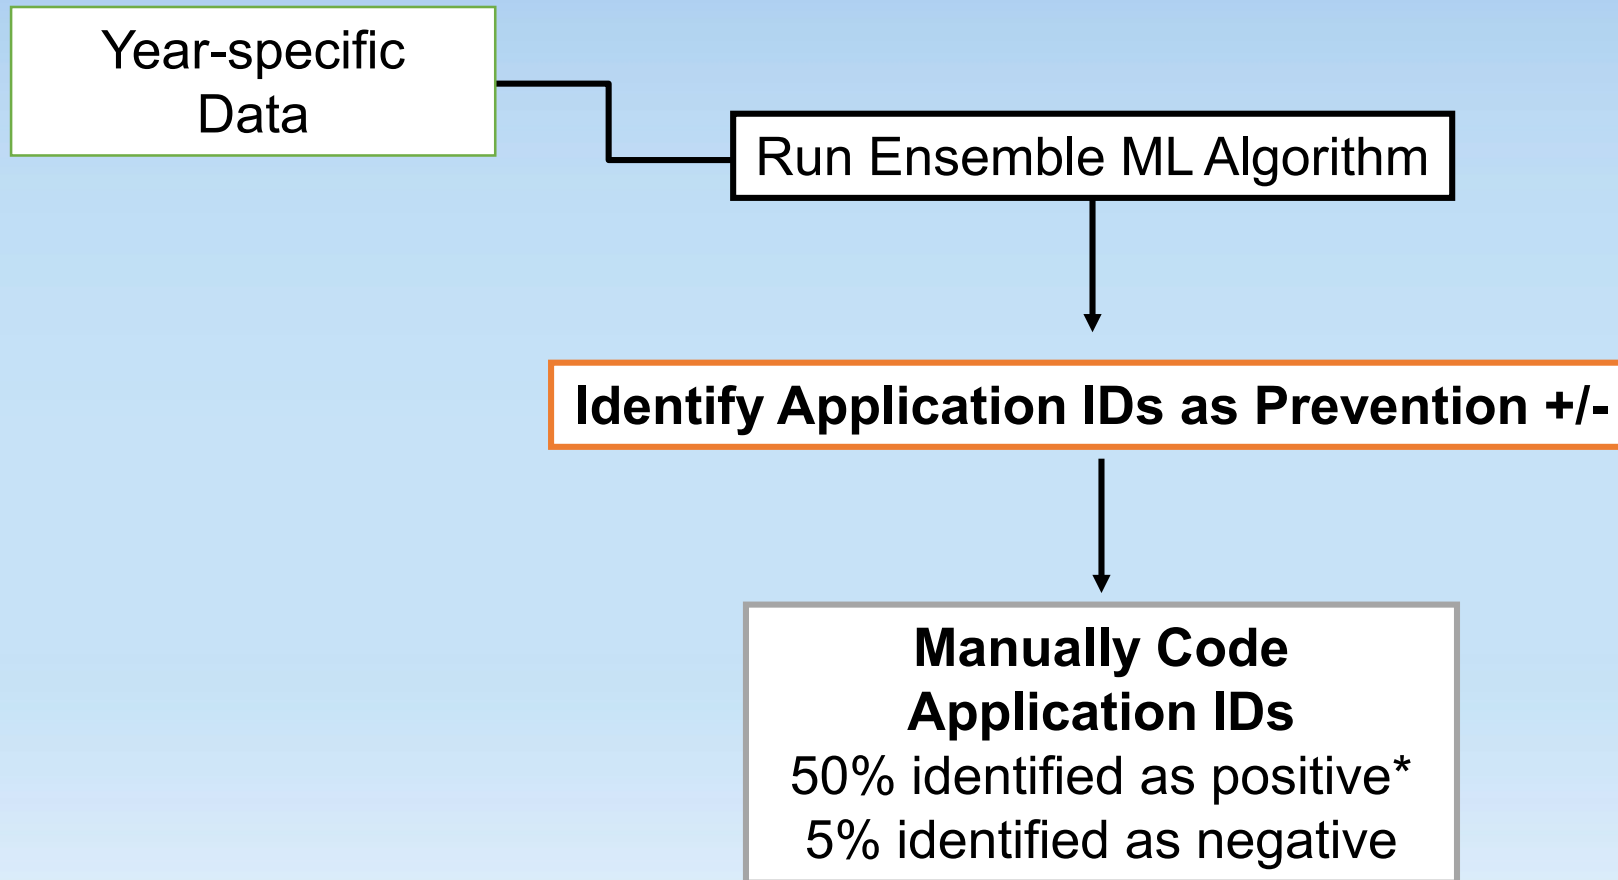 Year-specific
Data
Run Ensemble ML Algorithm
Identify Application IDs as Prevention +/-
Manually Code
Application IDs
50% identified as positive*
5% identified as negative